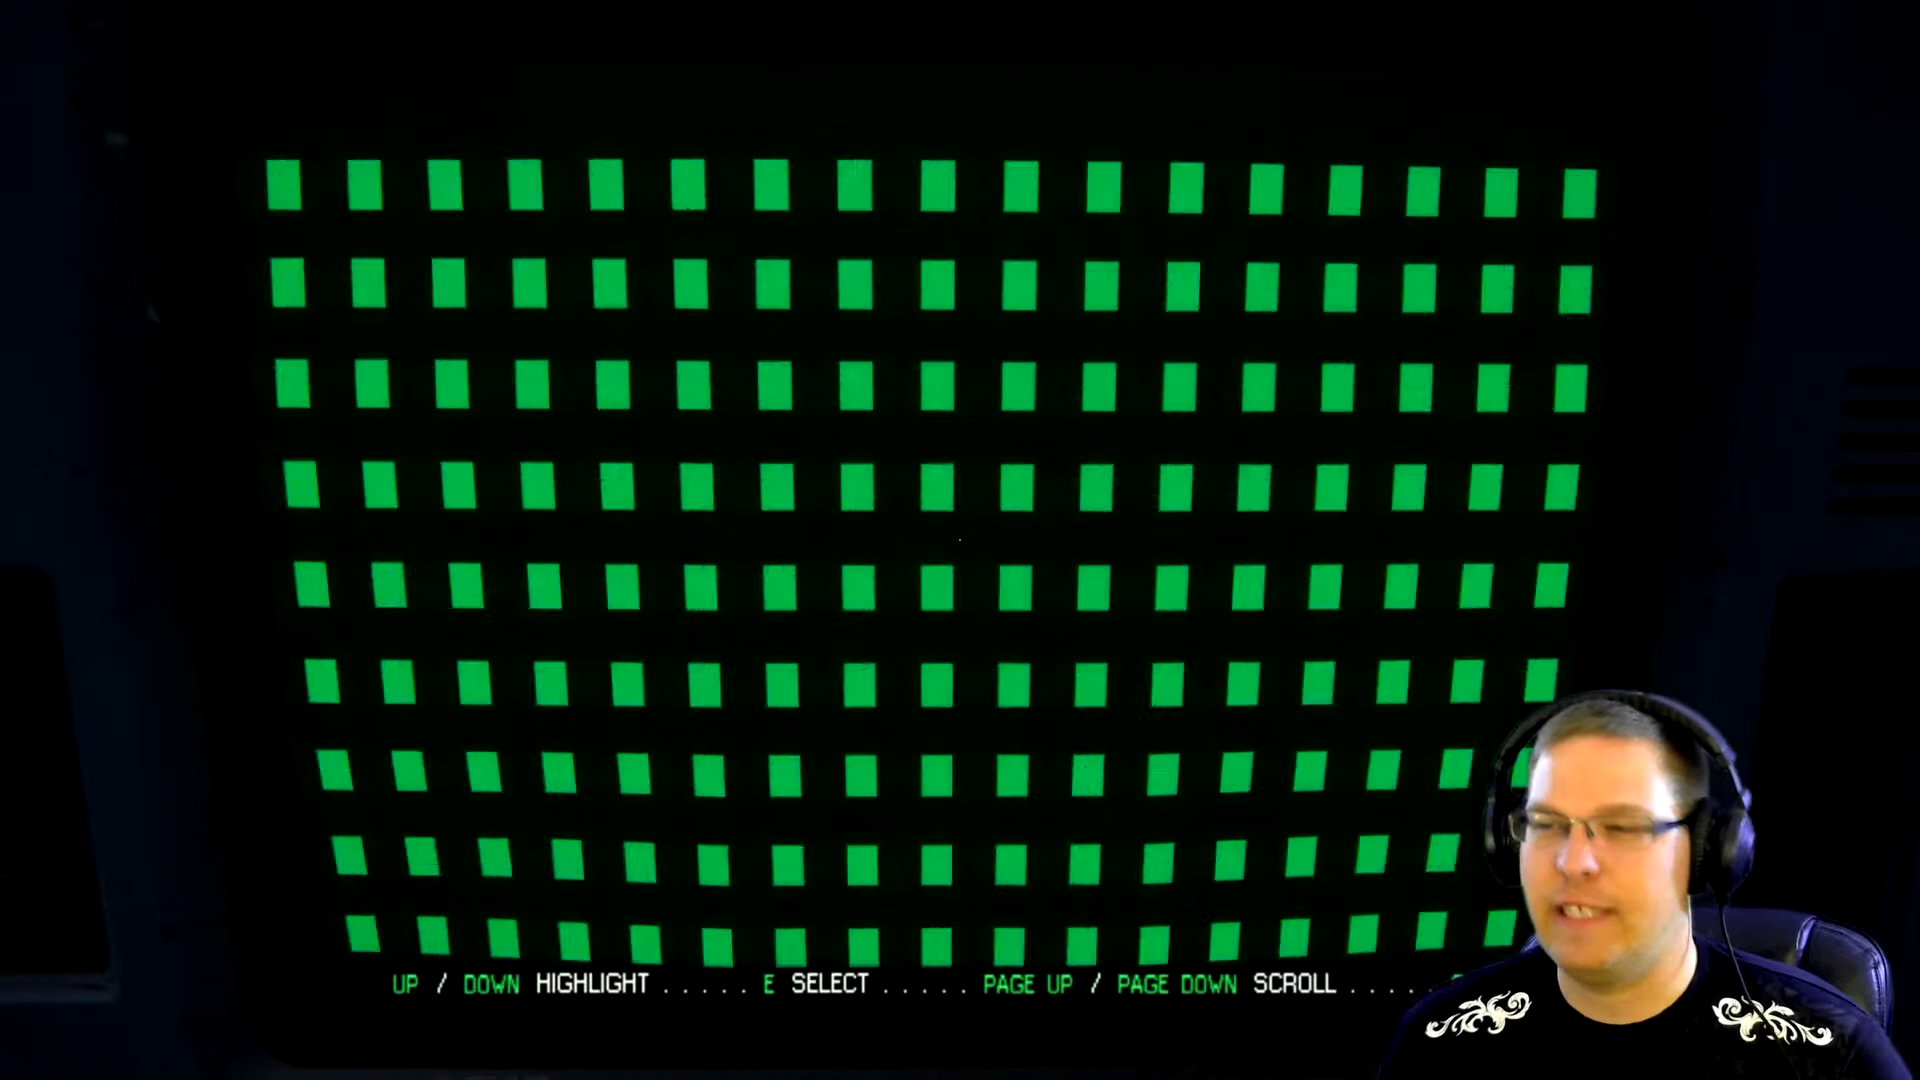 UP / DOWN HIGHLIGHT ..... E SELECT ..... PAGE UP / PAGE DOWN SCROLL .....